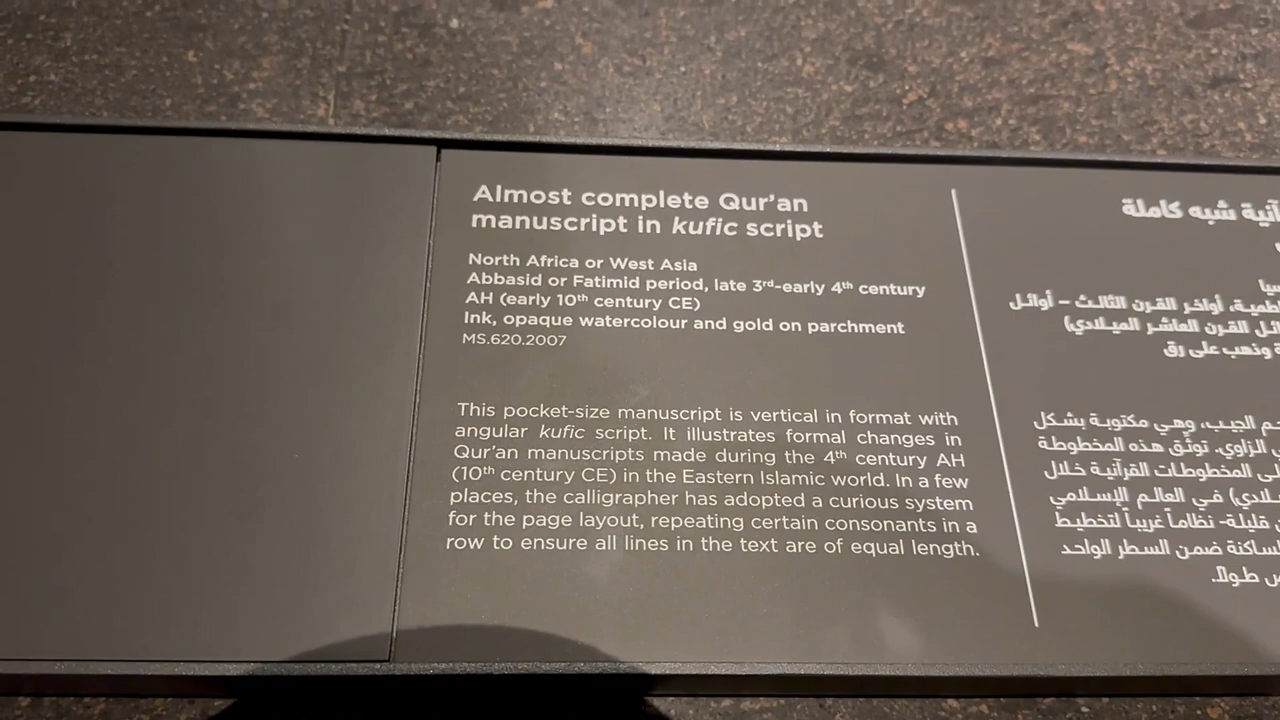 Almost complete Qur'an
manuscript in kufic script
North Africa or West Asia
Abbasid or Fatimid period, late 3rd-early 4th century
AH (early 10th century CE)
Ink, opaque watercolour and gold on parchment
MS.620.2007
This pocket-size manuscript is vertical in format with
angular kufic script. It illustrates formal changes in
Qur'an manuscripts made during the 4th century AH
(10th century CE) in the Eastern Islamic world. In a few
places, the calligrapher has adopted a curious system
for the page layout, repeating certain consonants in a
row to ensure all lines in the text are of equal length.
شبه كاملة
أواخر القرن الثالث – أوائل
القرن العاشر الميلادي)
وذهب على رق
الجيب، وهي مكتوبة بشكل
الزاوي. توثّق هذه المخطوطة
المخطوطات القرآنية خلال
في العالم الإسلامي
قليلة- نظاماً غريباً لتخطيط
ضمن السطر الواحد
طولاً.